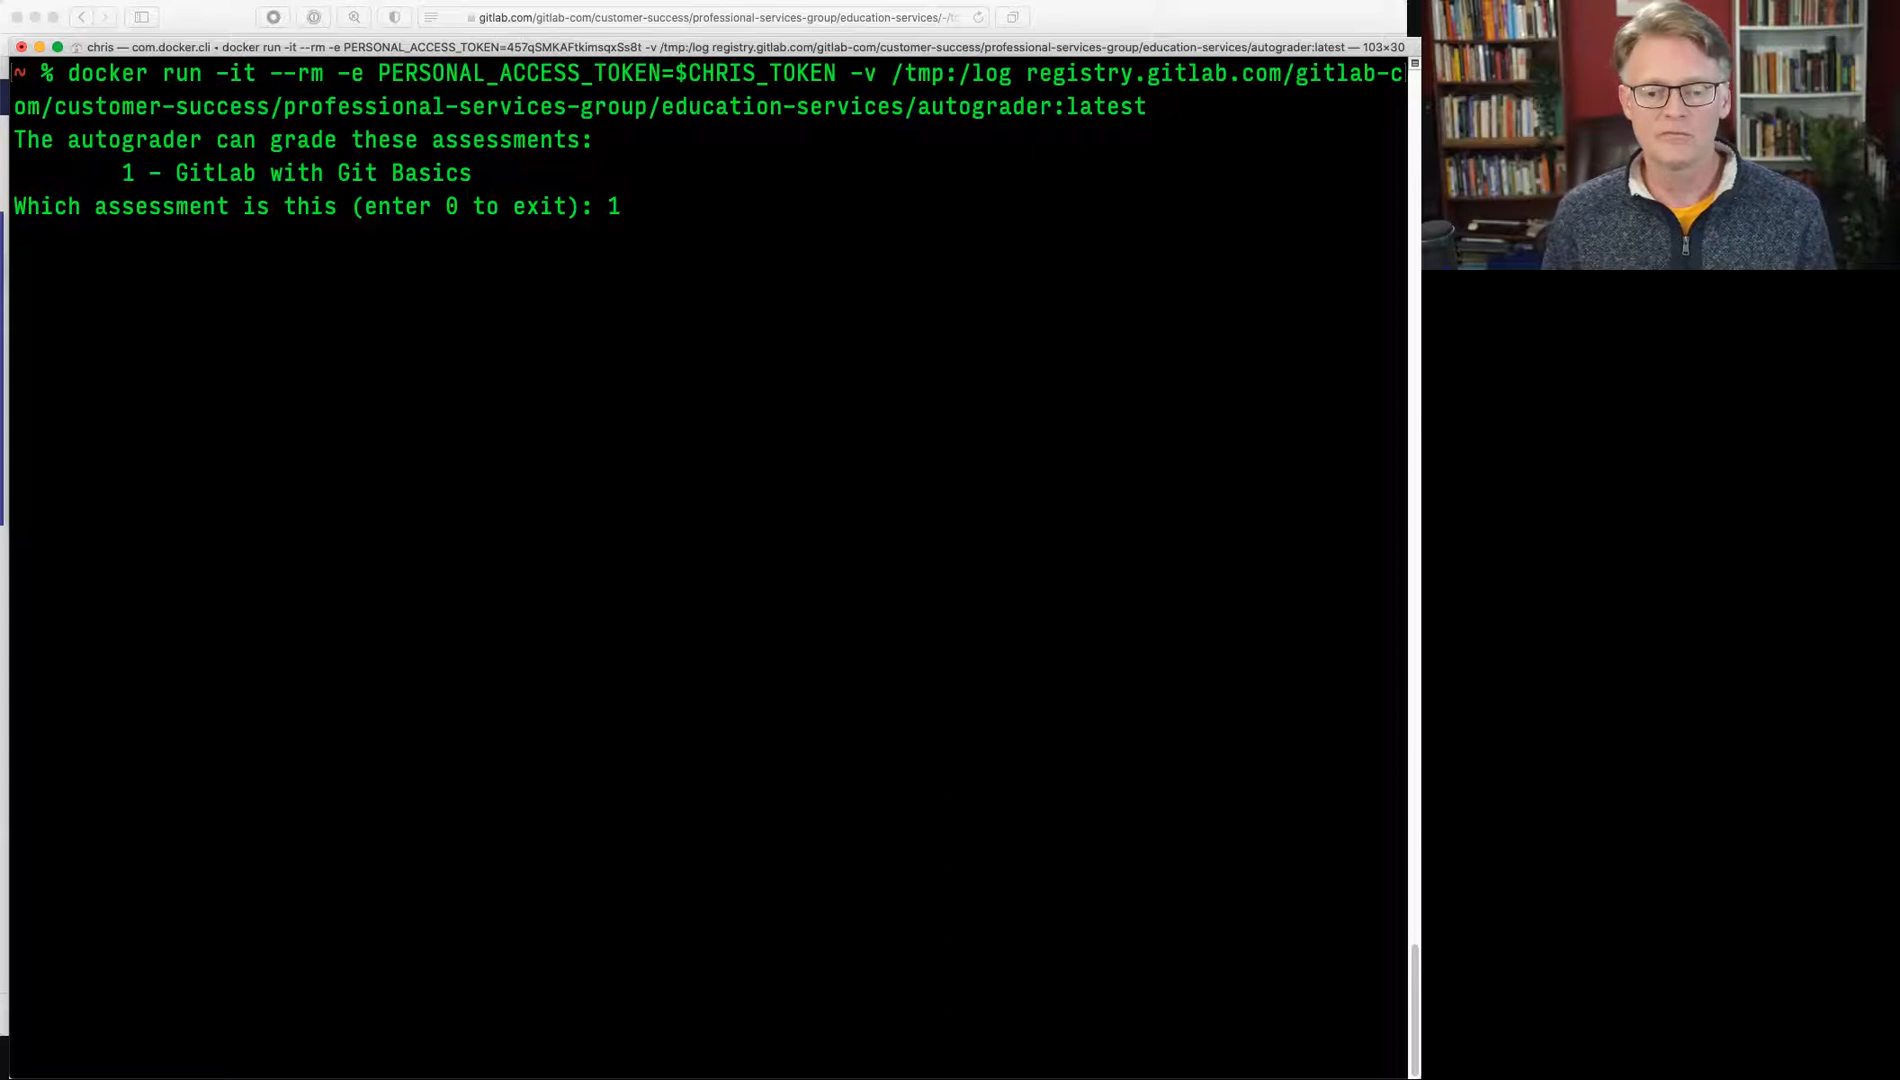 gitlab.com/gitlab-com/customer-success/professional-services-group/education-services/-/
chris — com.docker.cli • docker run -it --rm -e PERSONAL_ACCESS_TOKEN=457qSMKAFtkimsqxSs8t -v /tmp:/log registry.gitlab.com/gitlab-com/customer-success/professional-services-group/education-services/autograder:latest — 103×30
~ % docker run -it --rm -e PERSONAL_ACCESS_TOKEN=$CHRIS_TOKEN -v /tmp:/log registry.gitlab.com/gitlab-c
om/customer-success/professional-services-group/education-services/autograder:latest
The autograder can grade these assessments:
1 - GitLab with Git Basics
Which assessment is this (enter 0 to exit): 1